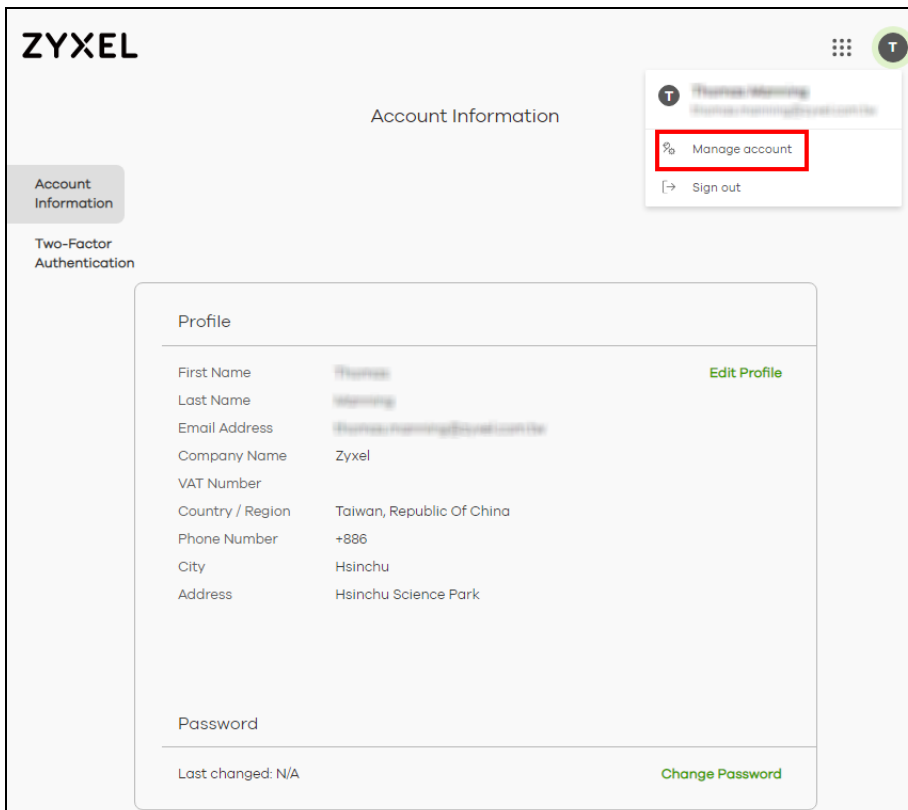 ZYXEL
T
T
Account Information
Manage account
Sign out
Account
Information
Two-Factor
Authentication
Profile
First Name
Edit Profile
Last Name
Email Address
Company Name Zyxel
VAT Number
Country / Region Taiwan, Republic Of China
Phone Number +886
City Hsinchu
Address Hsinchu Science Park
Password
Last changed: N/A Change Password